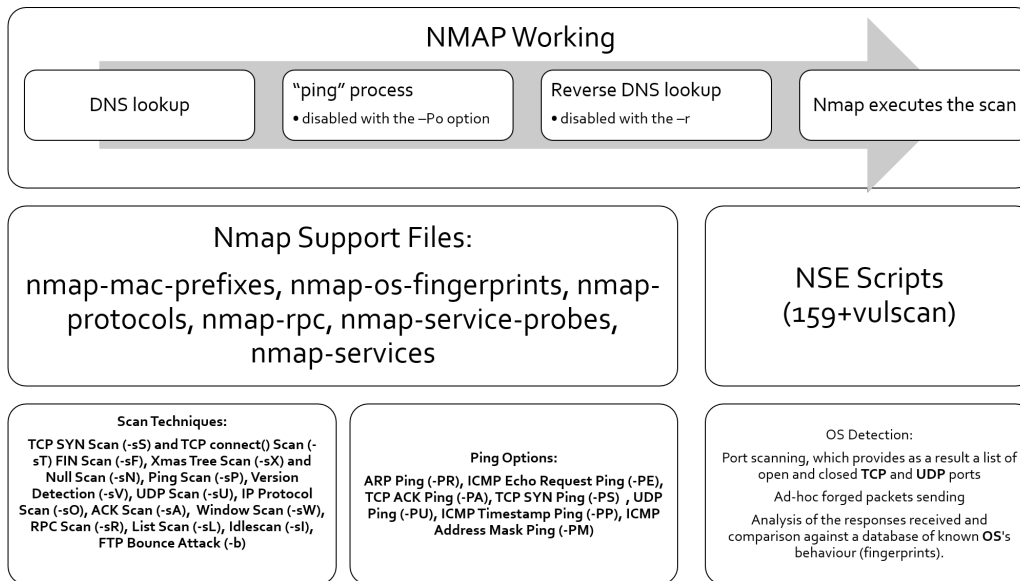 NMAP Working
DNS lookup
“ping” process
• disabled with the –Po option
Reverse DNS lookup
• disabled with the –r
Nmap executes the scan
Nmap Support Files:
nmap-mac-prefixes, nmap-os-fingerprints, nmap-
protocols, nmap-rpc, nmap-service-probes,
nmap-services
NSE Scripts
(159+vulscan)
Scan Techniques:
TCP SYN Scan (-sS) and TCP connect() Scan (-
sT) FIN Scan (-sF), Xmas Tree Scan (-sX) and
Null Scan (-sN), Ping Scan (-sP), Version
Detection (-sV), UDP Scan (-sU), IP Protocol
Scan (-sO), ACK Scan (-sA), Window Scan (-sW),
RPC Scan (-sR), List Scan (-sL), Idlescan (-sI),
FTP Bounce Attack (-b)
Ping Options:
ARP Ping (-PR), ICMP Echo Request Ping (-PE),
TCP ACK Ping (-PA), TCP SYN Ping (-PS) , UDP
Ping (-PU), ICMP Timestamp Ping (-PP), ICMP
Address Mask Ping (-PM)
OS Detection:
Port scanning, which provides as a result a list of
open and closed TCP and UDP ports
Ad-hoc forged packets sending
Analysis of the responses received and
comparison against a database of known OS's
behaviour (fingerprints).